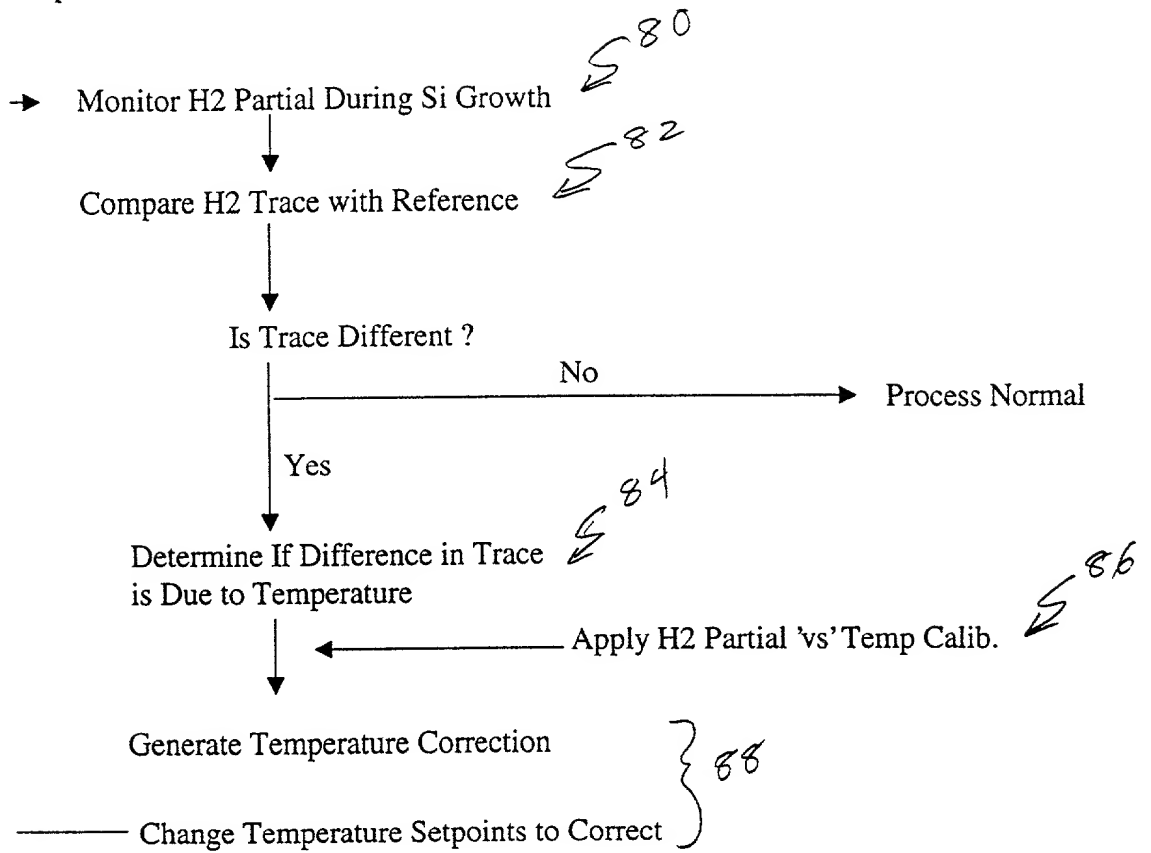 80
Monitor H2 Partial During Si Growth
82
Compare H2 Trace with Reference
Is Trace Different ?
No
Process Normal
Yes
84
Determine If Difference in Trace
is Due to Temperature
86
Apply H2 Partial 'vs' Temp Calib.
Generate Temperature Correction
88
Change Temperature Setpoints to Correct